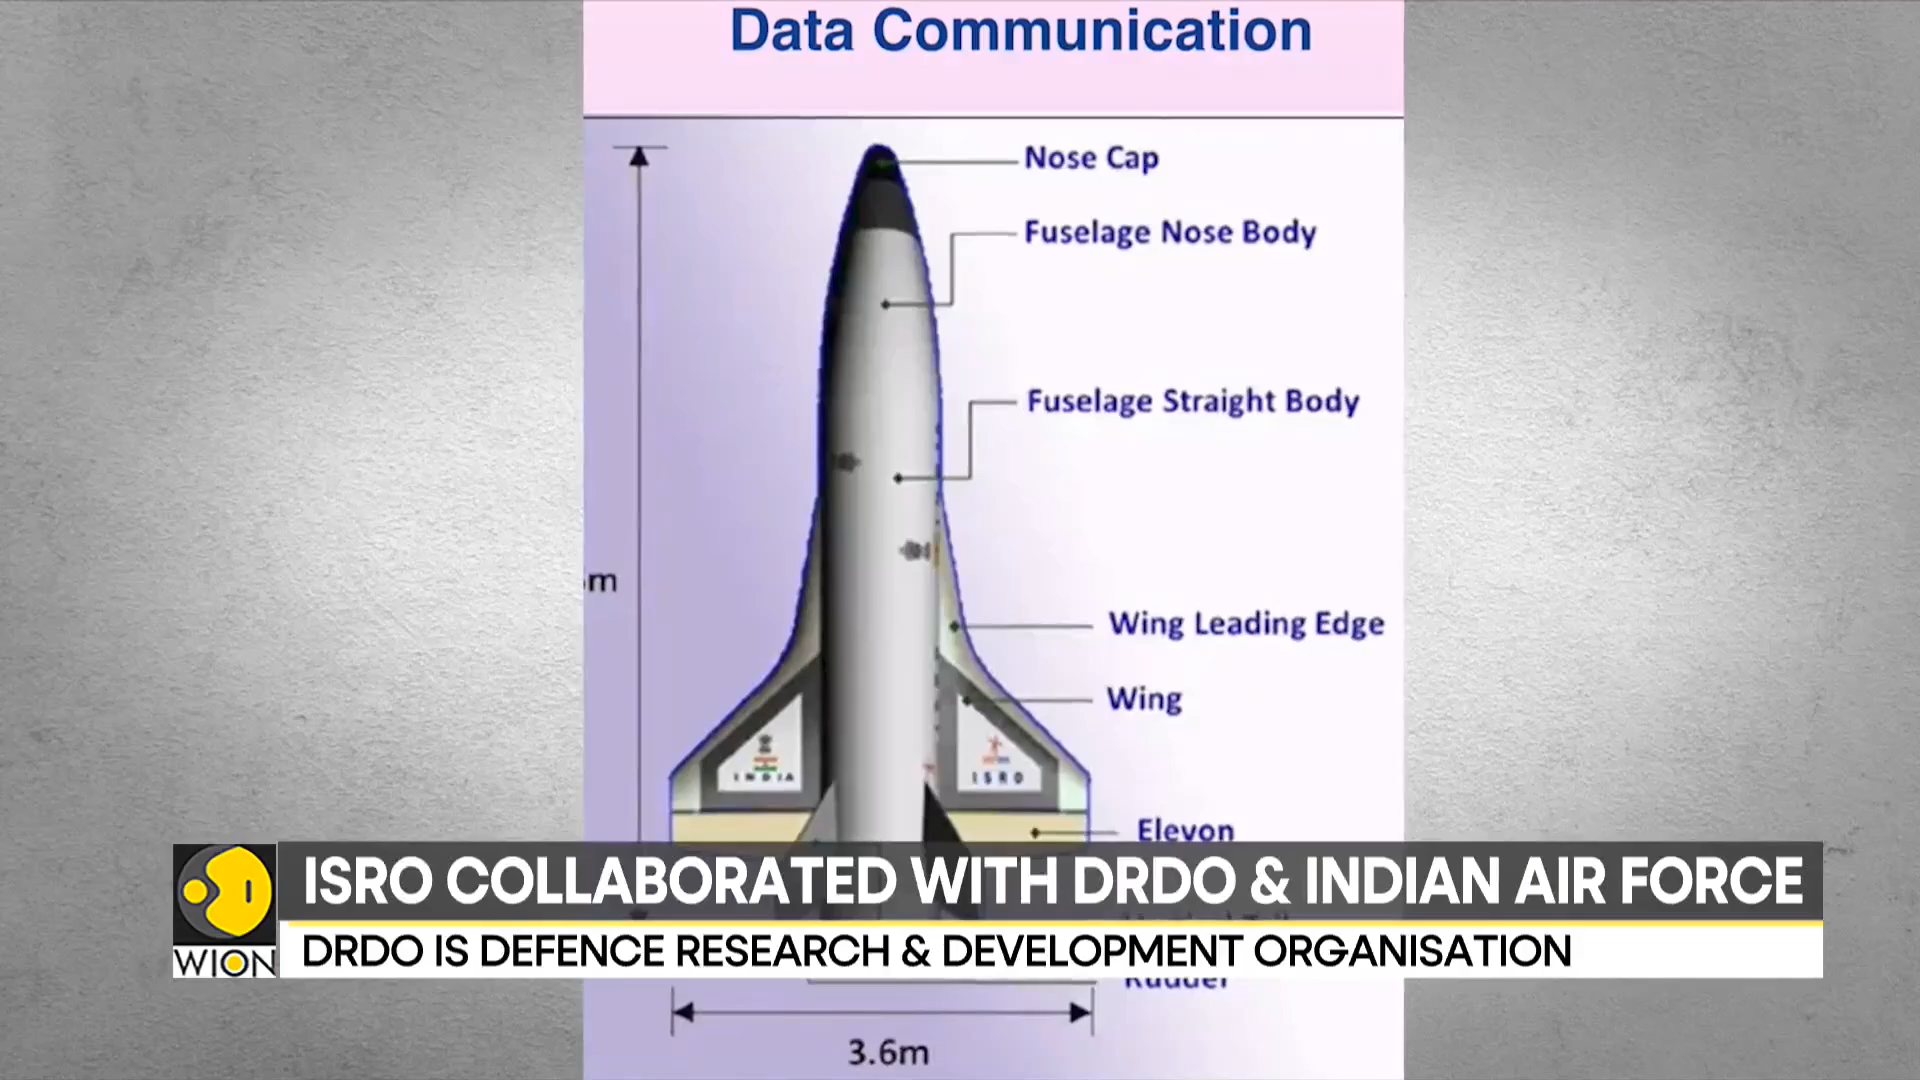 Data Communication
Nose Cap
Fuselage Nose Body
Fuselage Straight Body
m
Wing Leading Edge
Wing
INDIA
ISRO
Elevon
ISRO COLLABORATED WITH DRDO & INDIAN AIR FORCE
DRDO IS DEFENCE RESEARCH & DEVELOPMENT ORGANISATION
WION
Rudder
3.6m